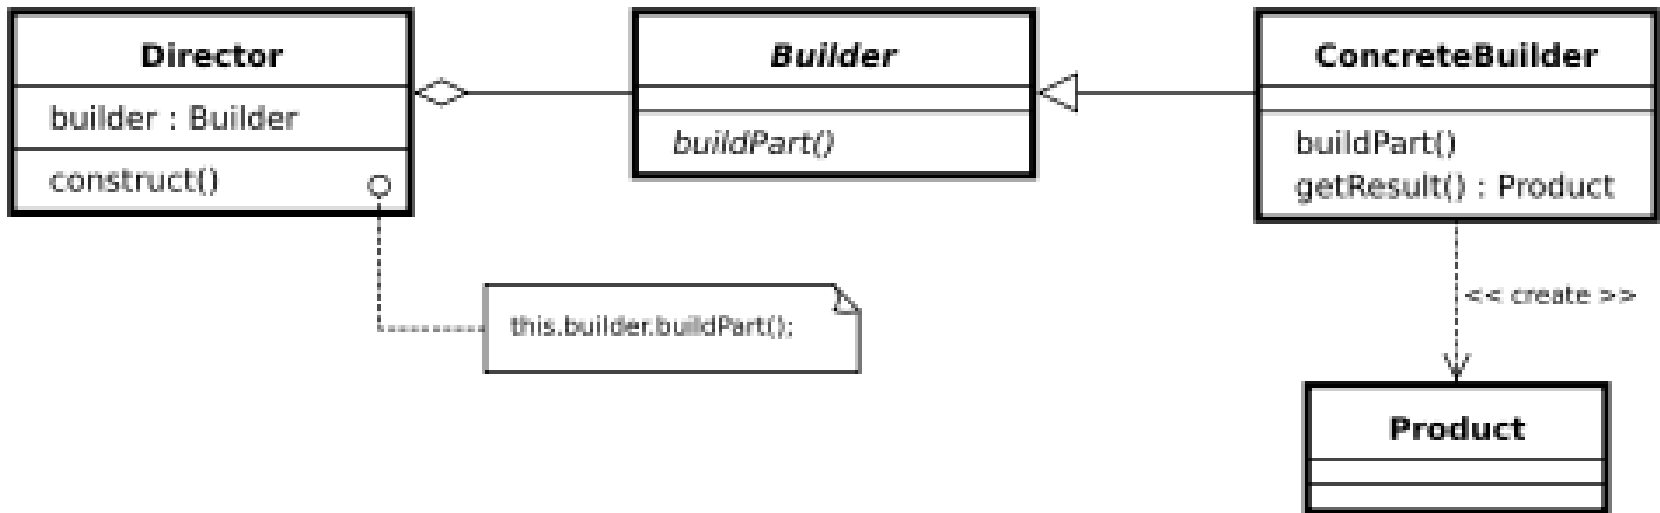 Director
builder : Builder
construct()
Builder
buildPart()
ConcreteBuilder
buildPart()
getResult() : Product
this.builder.buildPart();
<< create >>
Product